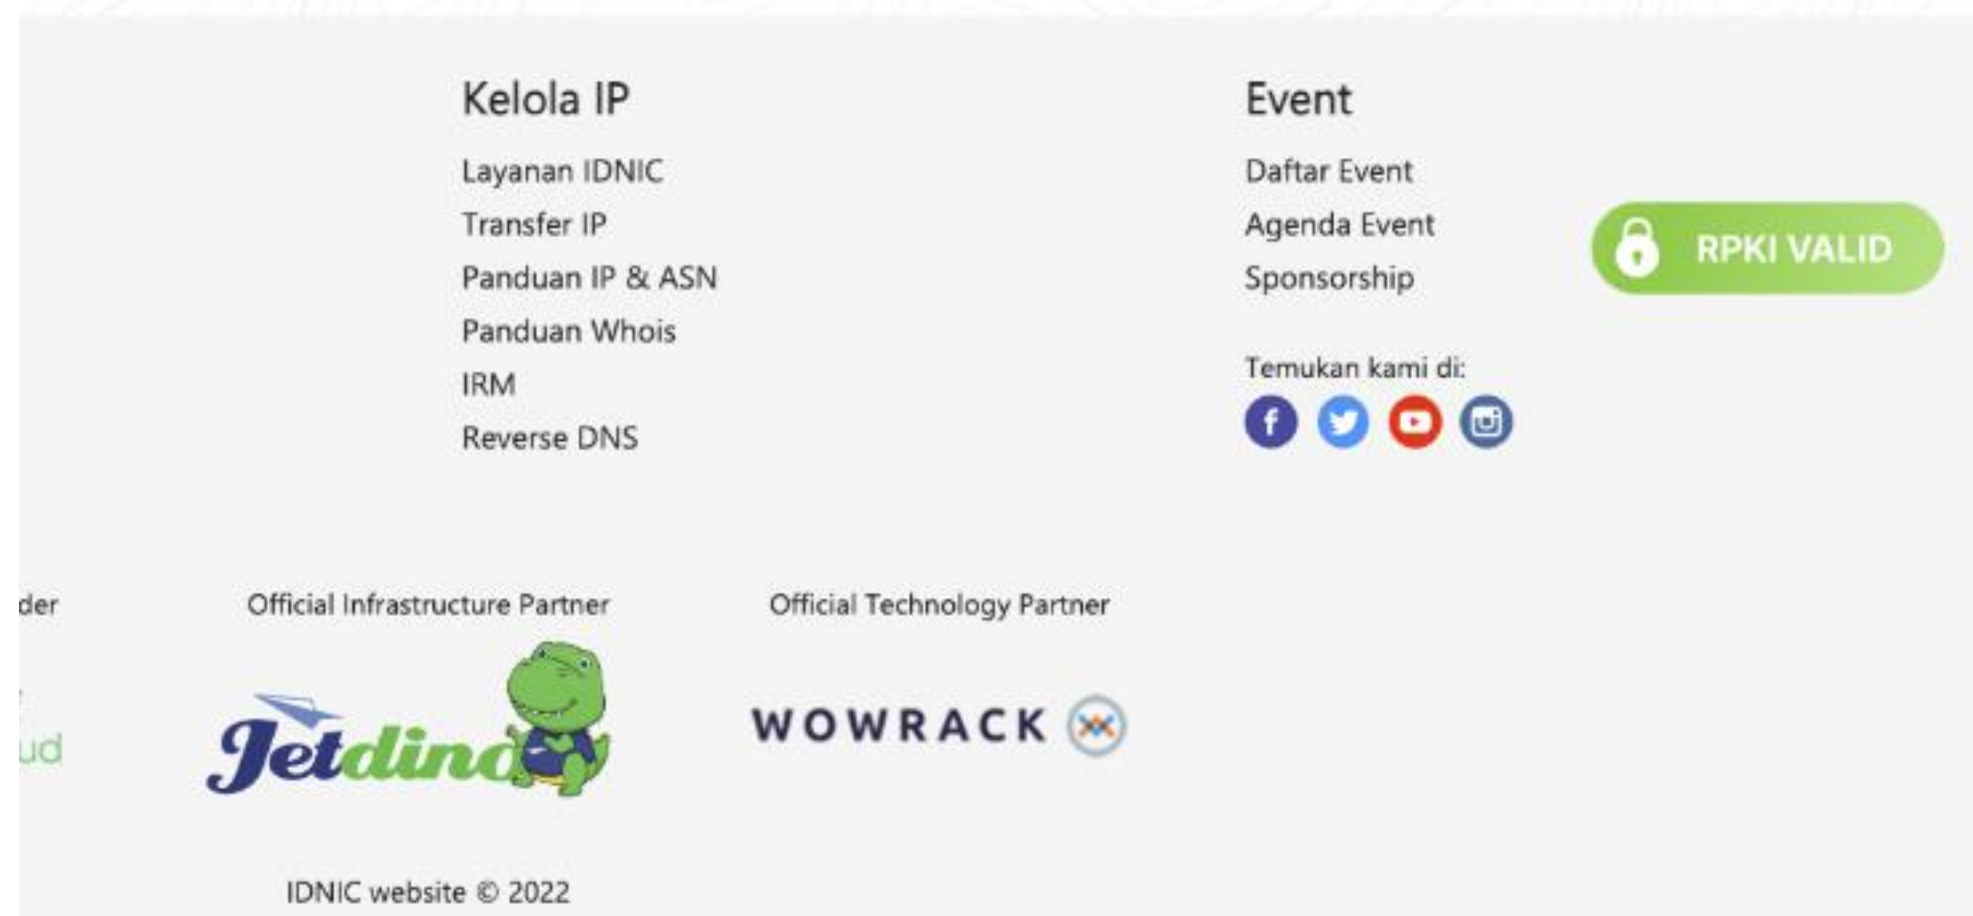 Kelola IP
Layanan IDNIC
Transfer IP
Panduan IP & ASN
Panduan Whois
IRM
Reverse DNS
Event
Daftar Event
Agenda Event
Sponsorship
RPKI VALID
Temukan kami di:
der
Official Infrastructure Partner
Official Technology Partner
ud
Jetdino
WOWRACK
IDNIC website © 2022